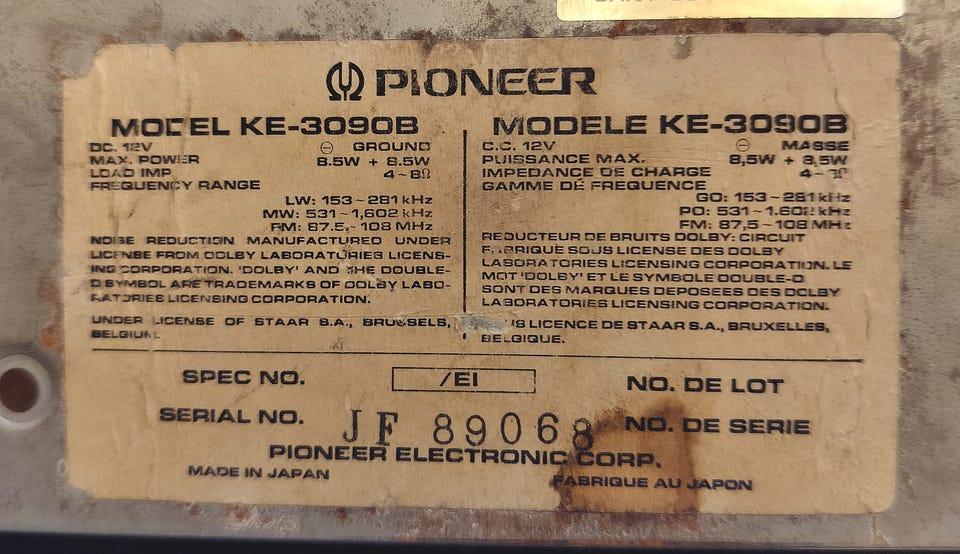 PIONEER
MODEL KE-3090B
DC. 12V ⊖ GROUND
MAX. POWER 8.5W + 8.5W
LOAD IMP 4~8Ω
FREQUENCY RANGE
LW: 153~281 kHz
MW: 531~1,602 kHz
FM: 87.5~108 MHz
NOISE REDUCTION MANUFACTURED UNDER
LICENSE FROM DOLBY LABORATORIES LICENS-
ING CORPORATION. 'DOLBY' AND THE DOUBLE-
D SYMBOL ARE TRADEMARKS OF DOLBY LABO-
RATORIES LICENSING CORPORATION.
UNDER LICENSE OF STAAR S.A., BRUSSELS,
BELGIUM.
MODELE KE-3090B
C.C. 12V ⊖ MASSE
PUISSANCE MAX. 8,5W + 8,5W
IMPEDANCE DE CHARGE 4~
GAMME DE FREQUENCE
GO: 153~281 kHz
PO: 531~1.602 kHz
FM: 87,5~108 MHz
REDUCTEUR DE BRUITS DOLBY: CIRCUIT
FABRIQUE SOUS LICENSE DES DOLBY
LABORATORIES LICENSING CORPORATION. LE
MOT 'DOLBY' ET LE SYMBOLE DOUBLE-D
SONT DES MARQUES DEPOSEES DES DOLBY
LABORATORIES LICENSING CORPORATION.
LICENCE DE STAAR S.A., BRUXELLES,
BELGIQUE.
SPEC NO. /EI NO. DE LOT
SERIAL NO. JF 89068 NO. DE SERIE
PIONEER ELECTRONIC CORP.
MADE IN JAPAN FABRIQUE AU JAPON